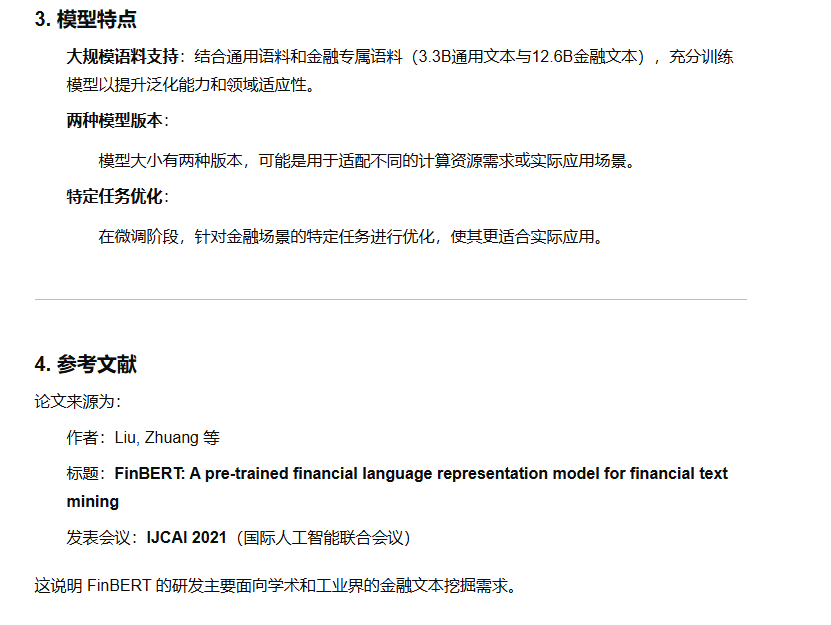 3. 模型特点
大规模语料支持：结合通用语料和金融专属语料（3.3B通用文本与12.6B金融文本），充分训练
模型以提升泛化能力和领域适应性。
两种模型版本：
模型大小有两种版本，可能是用于适配不同的计算资源需求或实际应用场景。
特定任务优化：
在微调阶段，针对金融场景的特定任务进行优化，使其更适合实际应用。
4. 参考文献
论文来源为：
作者：Liu, Zhuang 等
标题：FinBERT: A pre-trained financial language representation model for financial text
mining
发表会议：IJCAI 2021（国际人工智能联合会议）
这说明 FinBERT 的研发主要面向学术和工业界的金融文本挖掘需求。